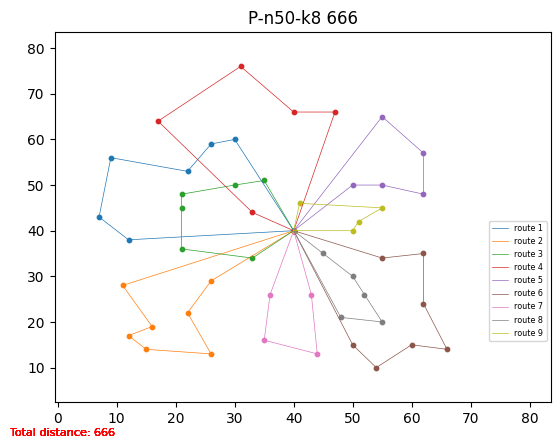 P-n50-k8 666
80
70
60
50
40
30
20
10
0 10 20 30 40 50 60 70 80
route 1
route 2
route 3
route 4
route 5
route 6
route 7
route 8
route 9
Total distance: 666